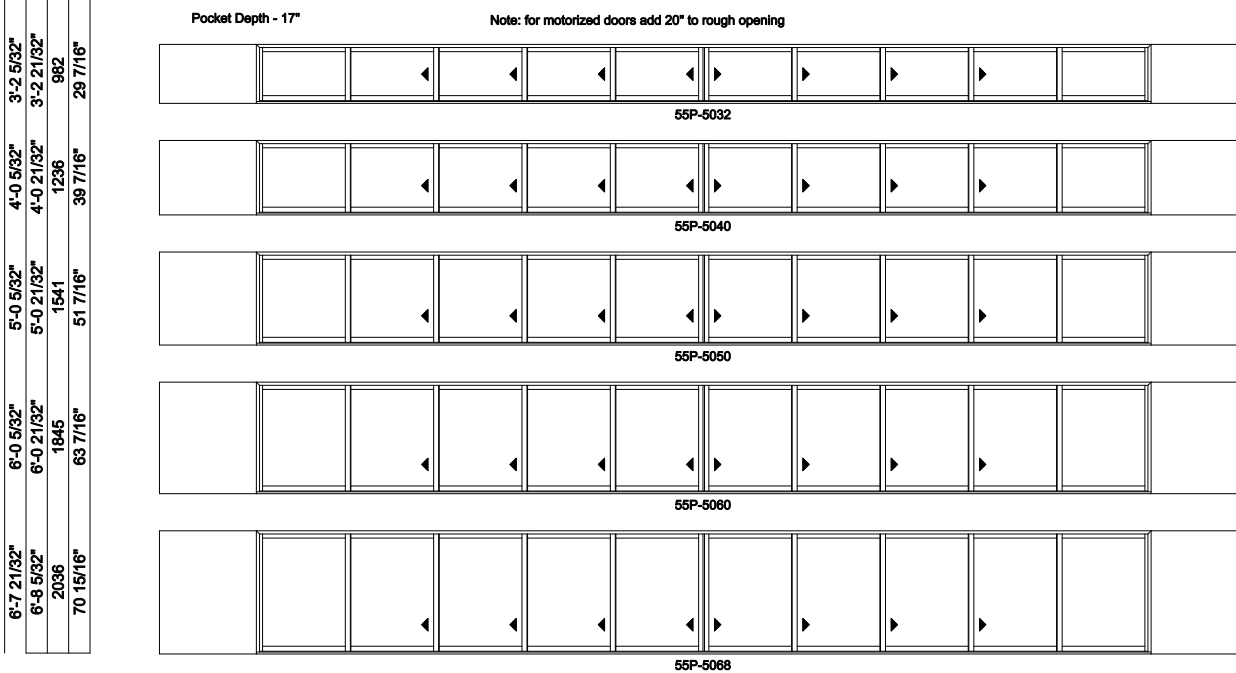 Pocket Depth - 17"
Note: for motorized doors add 20" to rough opening
3'-2 5/32"
3'-2 21/32"
982
29 7/16"
55P-5032
4'-0 5/32"
4'-0 21/32"
1236
39 7/16"
55P-5040
5'-0 5/32"
5'-0 21/32"
1541
51 7/16"
55P-5050
6'-0 5/32"
6'-0 21/32"
1845
63 7/16"
55P-5060
6'-7 21/32"
6'-8 5/32"
2036
70 15/16"
55P-5068